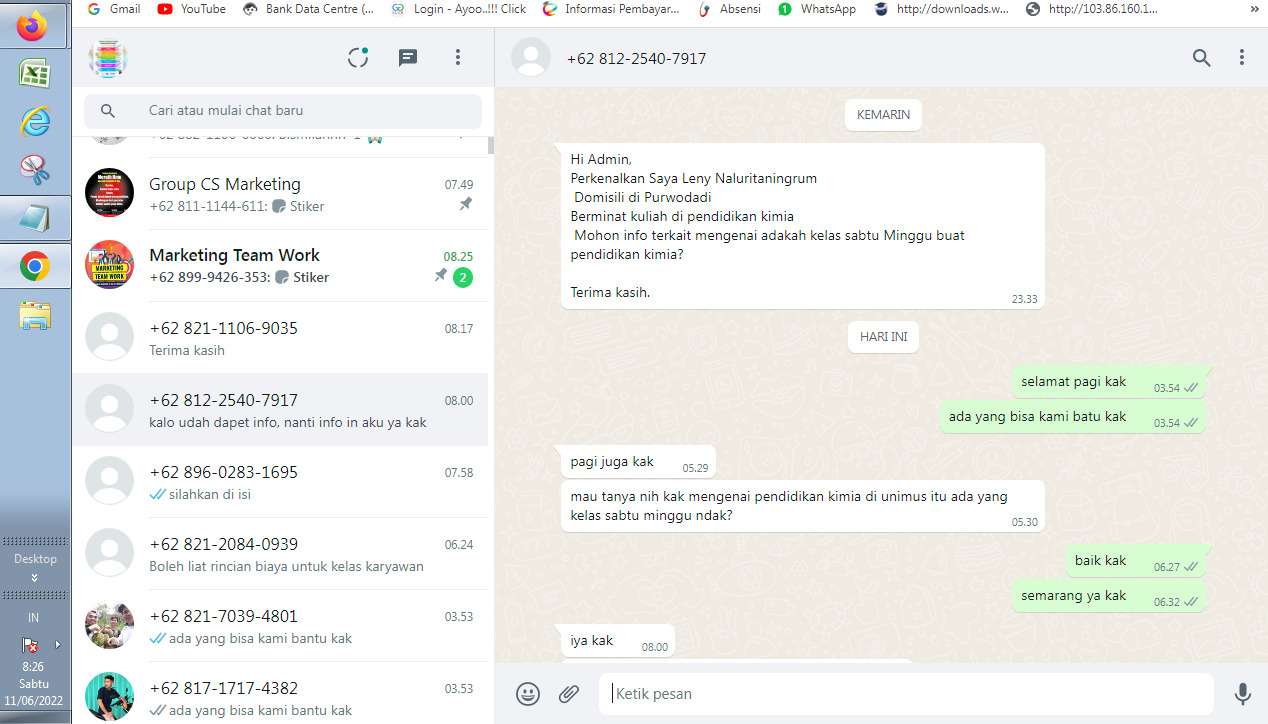 Gmail
YouTube
Bank Data Centre (...
Login - Ayoo..!!! Click
Informasi Pembayar...
Absensi
WhatsApp
http://downloads.w...
http://103.86.160.1...
»
+62 812-2540-7917
Cari atau mulai chat baru
KEMARIN
Group CS Marketing
07.49
+62 811-1144-611: Stiker
Marketing Team Work
08.25
+62 899-9426-353: Stiker
2
MARKETING
TEAM WORK
+62 821-1106-9035
08.17
Terima kasih
+62 812-2540-7917
08.00
kalo udah dapet info, nanti info in aku ya kak
+62 896-0283-1695
07.58
silahkan di isi
+62 821-2084-0939
06.24
Boleh liat rincian biaya untuk kelas karyawan
+62 821-7039-4801
03.53
ada yang bisa kami bantu kak
+62 817-1717-4382
03.53
ada yang bisa kami bantu kak
Hi Admin,
Perkenalkan Saya Leny Naluritaningrum
Domisili di Purwodadi
Berminat kuliah di pendidikan kimia
Mohon info terkait mengenai adakah kelas sabtu Minggu buat
pendidikan kimia?
Terima kasih.
23.33
HARI INI
selamat pagi kak
03.54
ada yang bisa kami batu kak
03.54
pagi juga kak
05.29
mau tanya nih kak mengenai pendidikan kimia di unimus itu ada yang
kelas sabtu minggu ndak?
05.30
baik kak
06.27
semarang ya kak
06.32
iya kak
08.00
Ketik pesan
Desktop
IN
8:26
Sabtu
11/06/2022